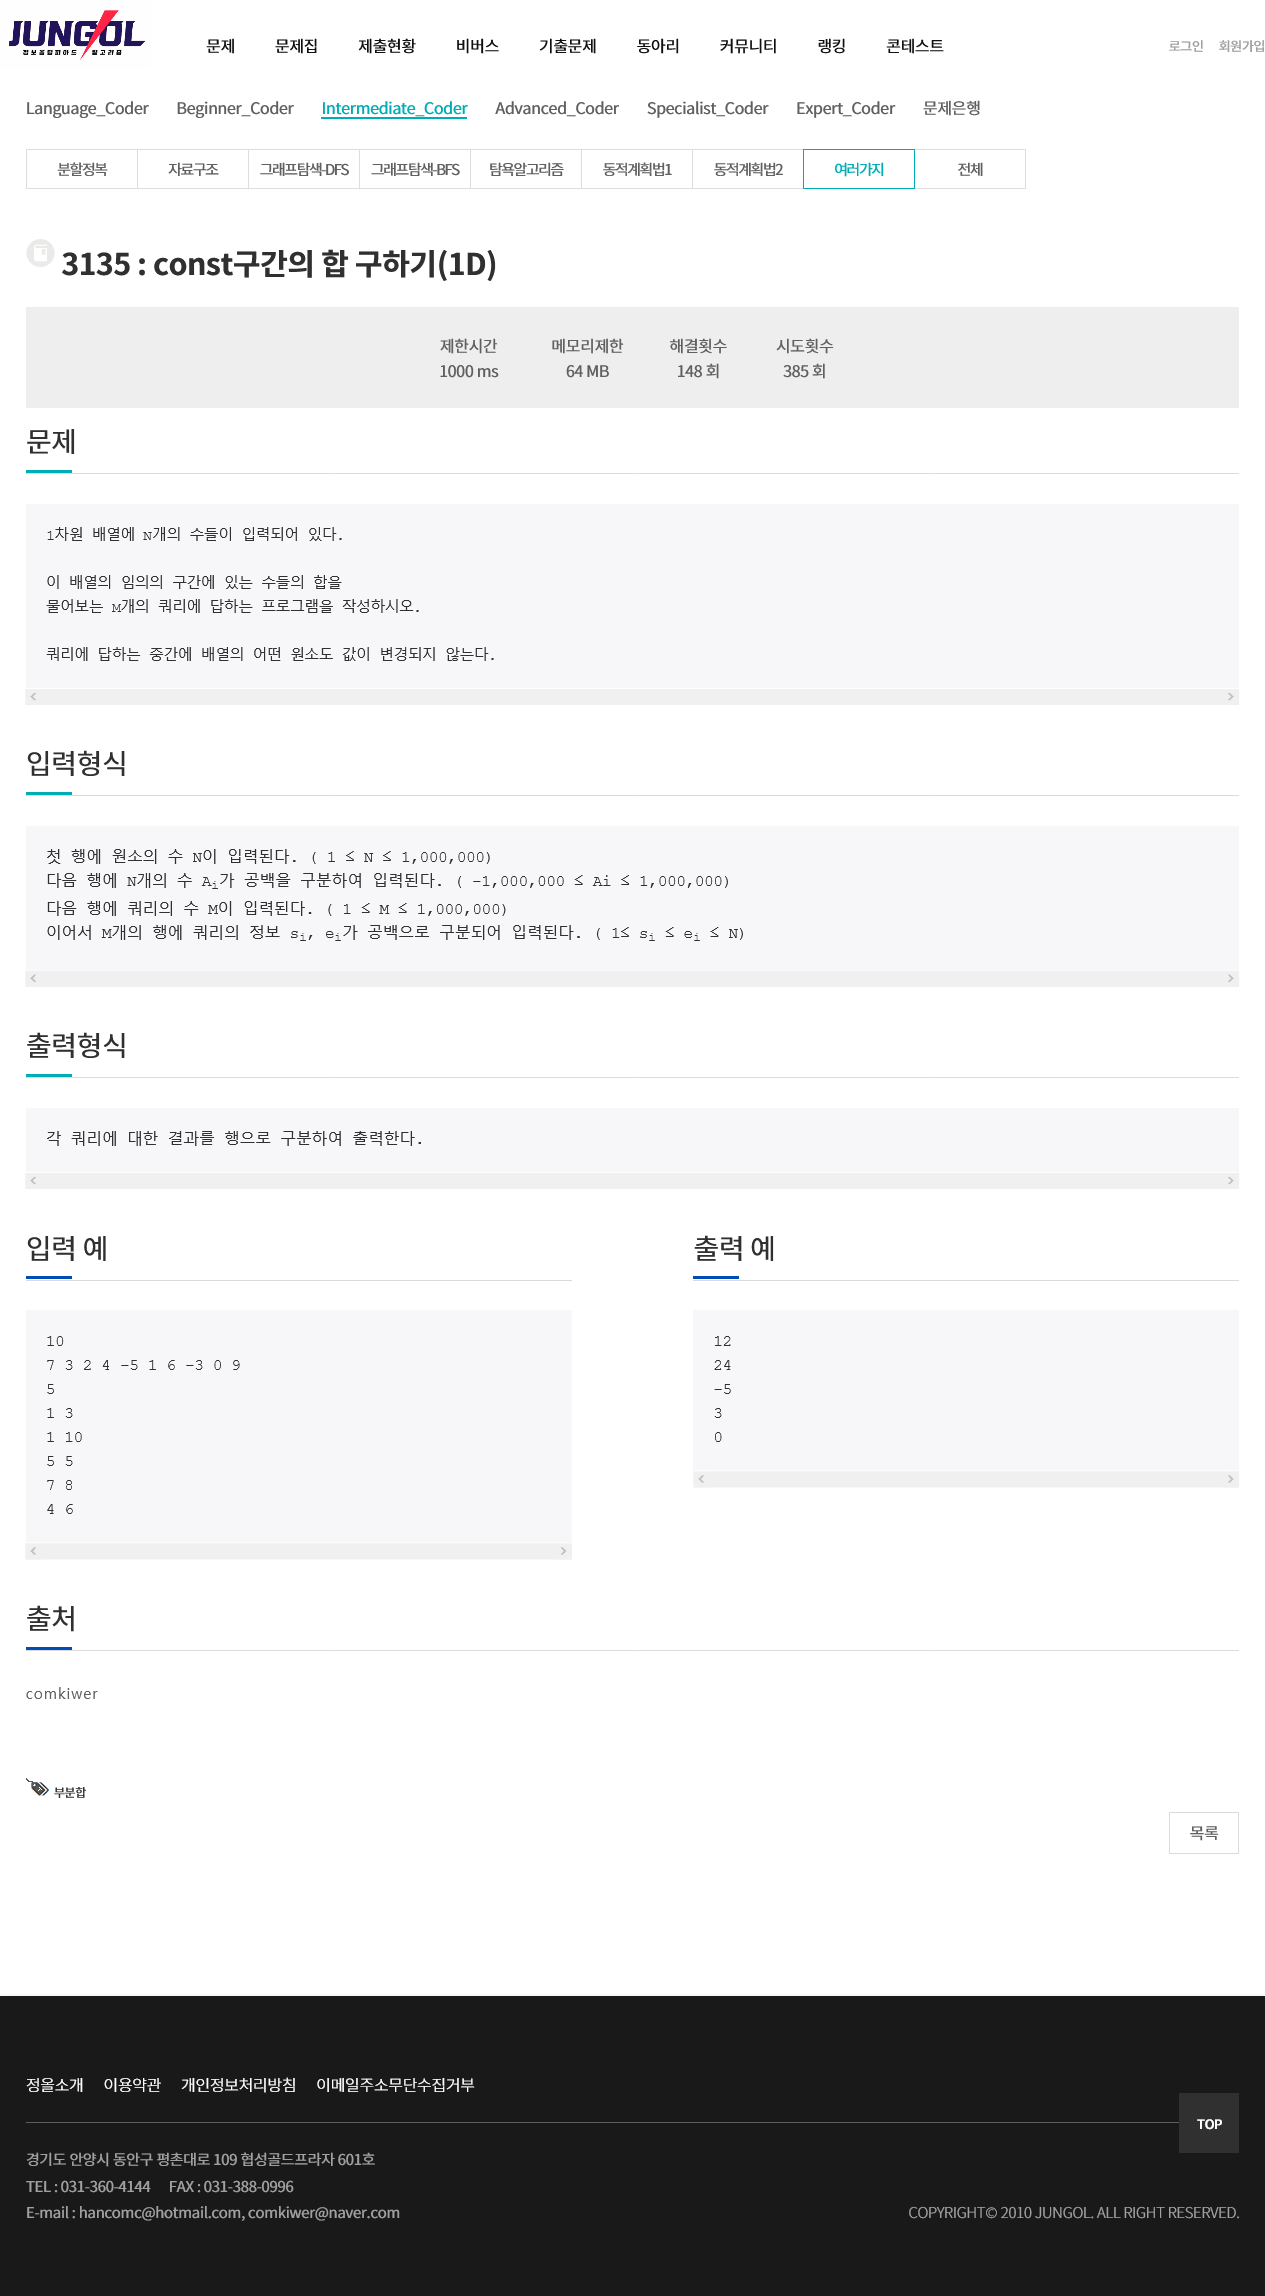 JUNGOL
정보올림피아드 알고리즘
문제 문제집 제출현황 비버스 기출문제 동아리 커뮤니티 랭킹 콘테스트 로그인 회원가입
Language_Coder Beginner_Coder Intermediate_Coder Advanced_Coder Specialist_Coder Expert_Coder 문제은행
분할정복 자료구조 그래프탐색-DFS 그래프탐색-BFS 탐욕알고리즘 동적계획법1 동적계획법2 여러가지 전체
3135 : const구간의 합 구하기(1D)
제한시간 메모리제한 해결횟수 시도횟수
1000 ms 64 MB 148 회 385 회
문제
1차원 배열에 N개의 수들이 입력되어 있다.
이 배열의 임의의 구간에 있는 수들의 합을
물어보는 M개의 쿼리에 답하는 프로그램을 작성하시오.
쿼리에 답하는 중간에 배열의 어떤 원소도 값이 변경되지 않는다.
입력형식
첫 행에 원소의 수 N이 입력된다. ( 1 ≤ N ≤ 1,000,000)
다음 행에 N개의 수 Ai가 공백을 구분하여 입력된다. ( -1,000,000 ≤ Ai ≤ 1,000,000)
다음 행에 쿼리의 수 M이 입력된다. ( 1 ≤ M ≤ 1,000,000)
이어서 M개의 행에 쿼리의 정보 si, ei가 공백으로 구분되어 입력된다. ( 1≤ si ≤ ei ≤ N)
출력형식
각 쿼리에 대한 결과를 행으로 구분하여 출력한다.
입력 예
10
7 3 2 4 -5 1 6 -3 0 9
5
1 3
1 10
5 5
7 8
4 6
출력 예
12
24
-5
3
0
출처
comkiwer
부분합
목록
정올소개 이용약관 개인정보처리방침 이메일주소무단수집거부
TOP
경기도 안양시 동안구 평촌대로 109 협성골드프라자 601호
TEL : 031-360-4144 FAX : 031-388-0996
E-mail : hancomc@hotmail.com, comkiwer@naver.com
COPYRIGHT© 2010 JUNGOL. ALL RIGHT RESERVED.